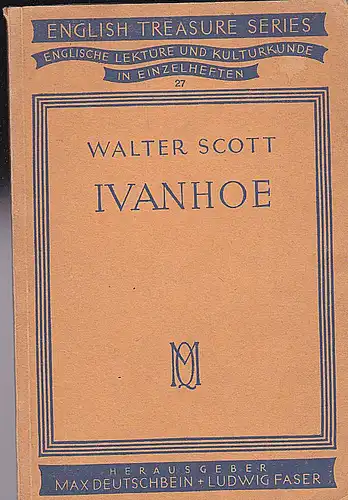 ENGLISH TREASURE SERIES
ENGLISCHE LEKTÜRE UND KULTURKUNDE
IN EINZELHEFTEN
27
WALTER SCOTT
IVANHOE
HERAUSGEBER
MAX DEUTSCHBEIN + LUDWIG FASER